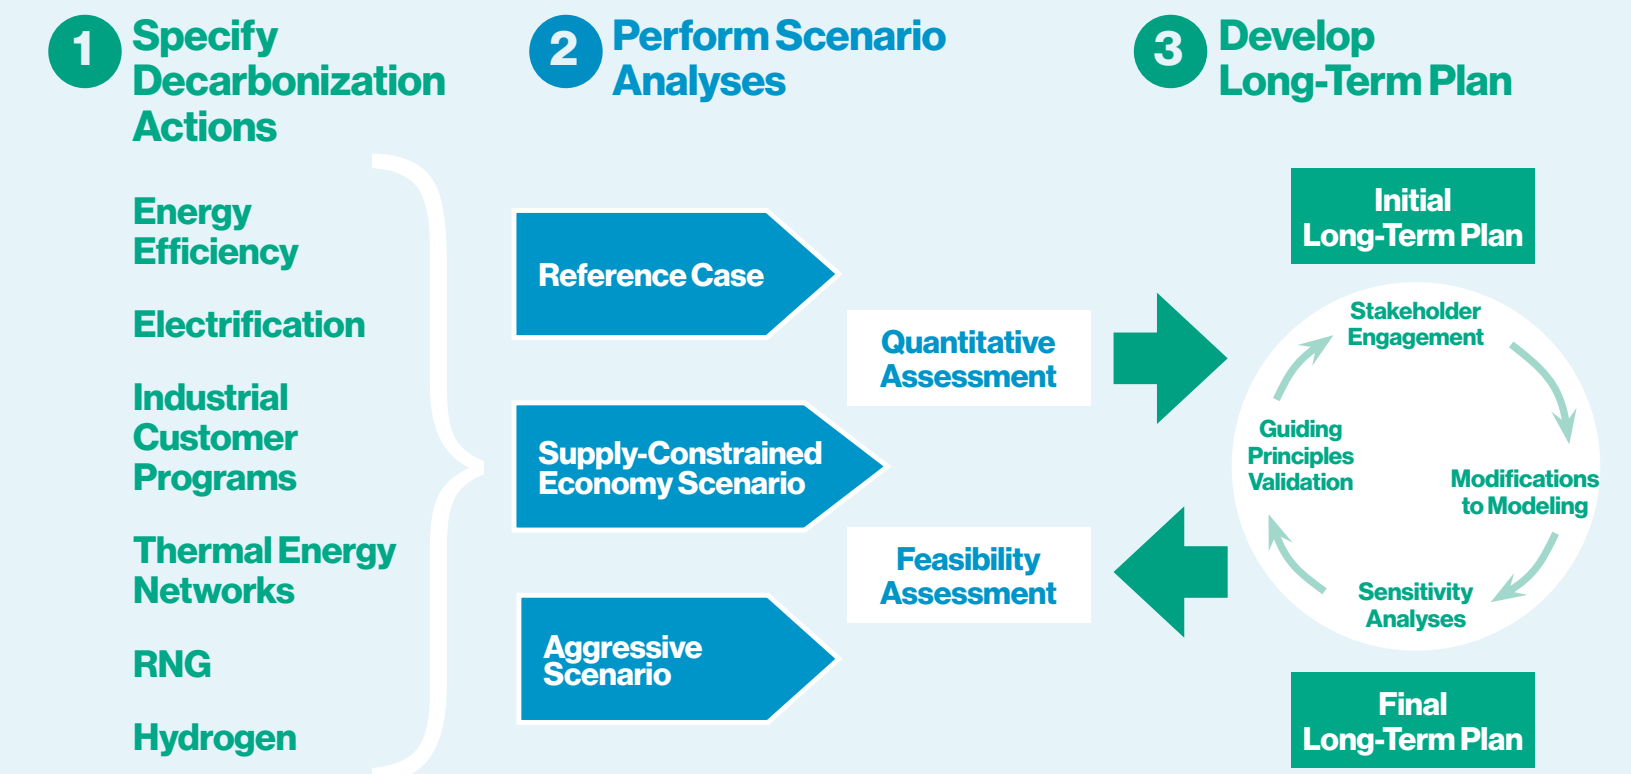 1
Specify
Decarbonization
Actions
Energy
Efficiency
Electrification
Industrial
Customer
Programs
Thermal Energy
Networks
RNG
Hydrogen
2
Perform Scenario
Analyses
Reference Case
Supply-Constrained
Economy Scenario
Aggressive
Scenario
Quantitative
Assessment
Feasibility
Assessment
3
Develop
Long-Term Plan
Initial
Long-Term Plan
Stakeholder
Engagement
Modifications
to Modeling
Sensitivity
Analyses
Guiding
Principles
Validation
Final
Long-Term Plan